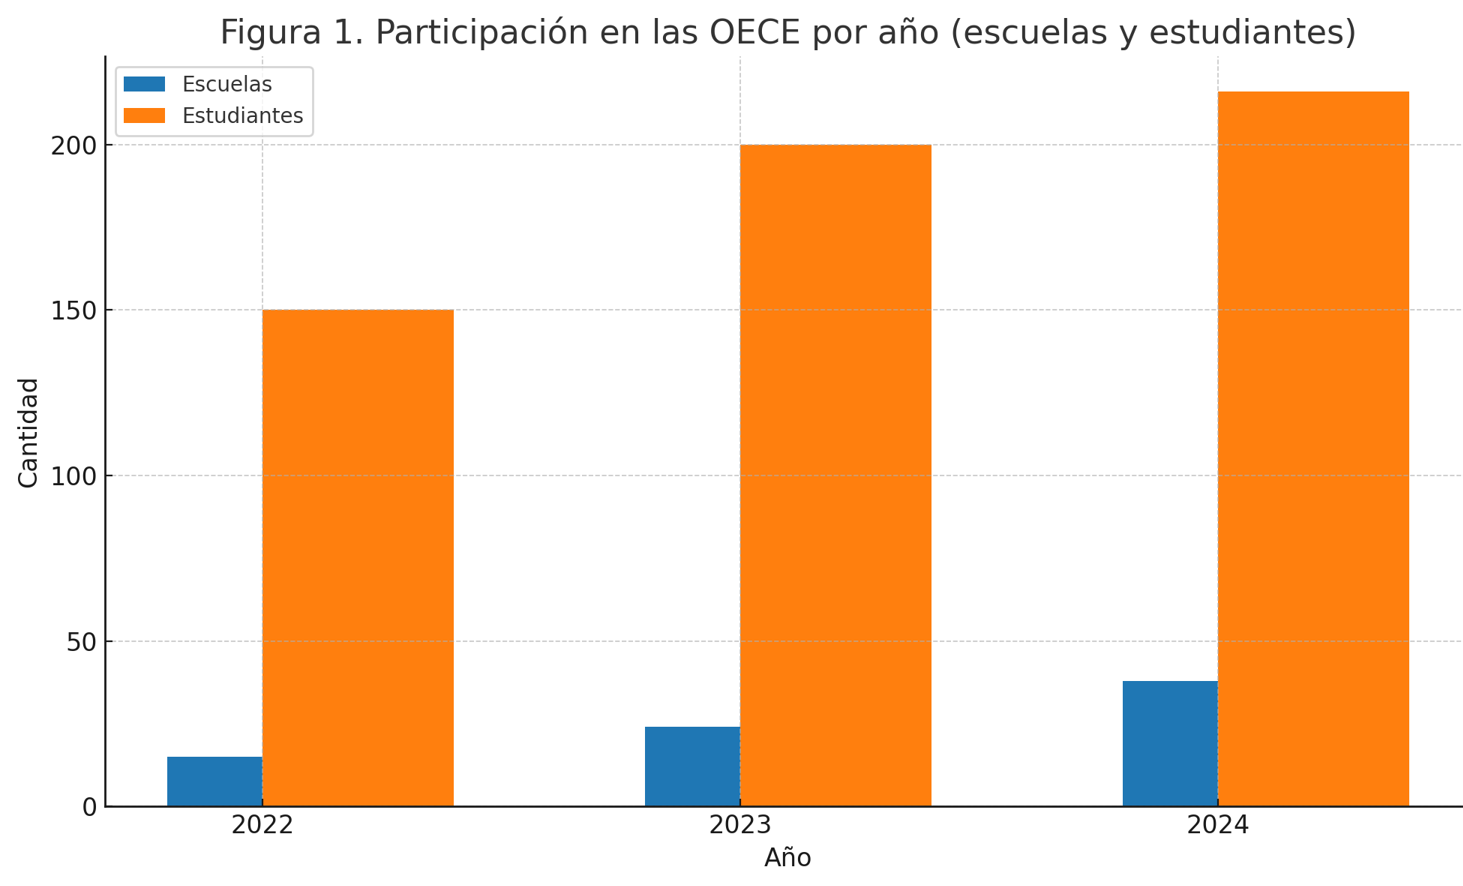 Figura 1. Participación en las OECE por año (escuelas y estudiantes)
Escuelas
Estudiantes
Cantidad
200
150
100
50
0
2022
2023
2024
Año